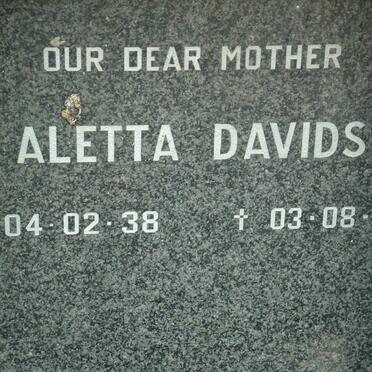 OUR DEAR MOTHER
ALETTA DAVIDS
04·02·38 † 03·08·